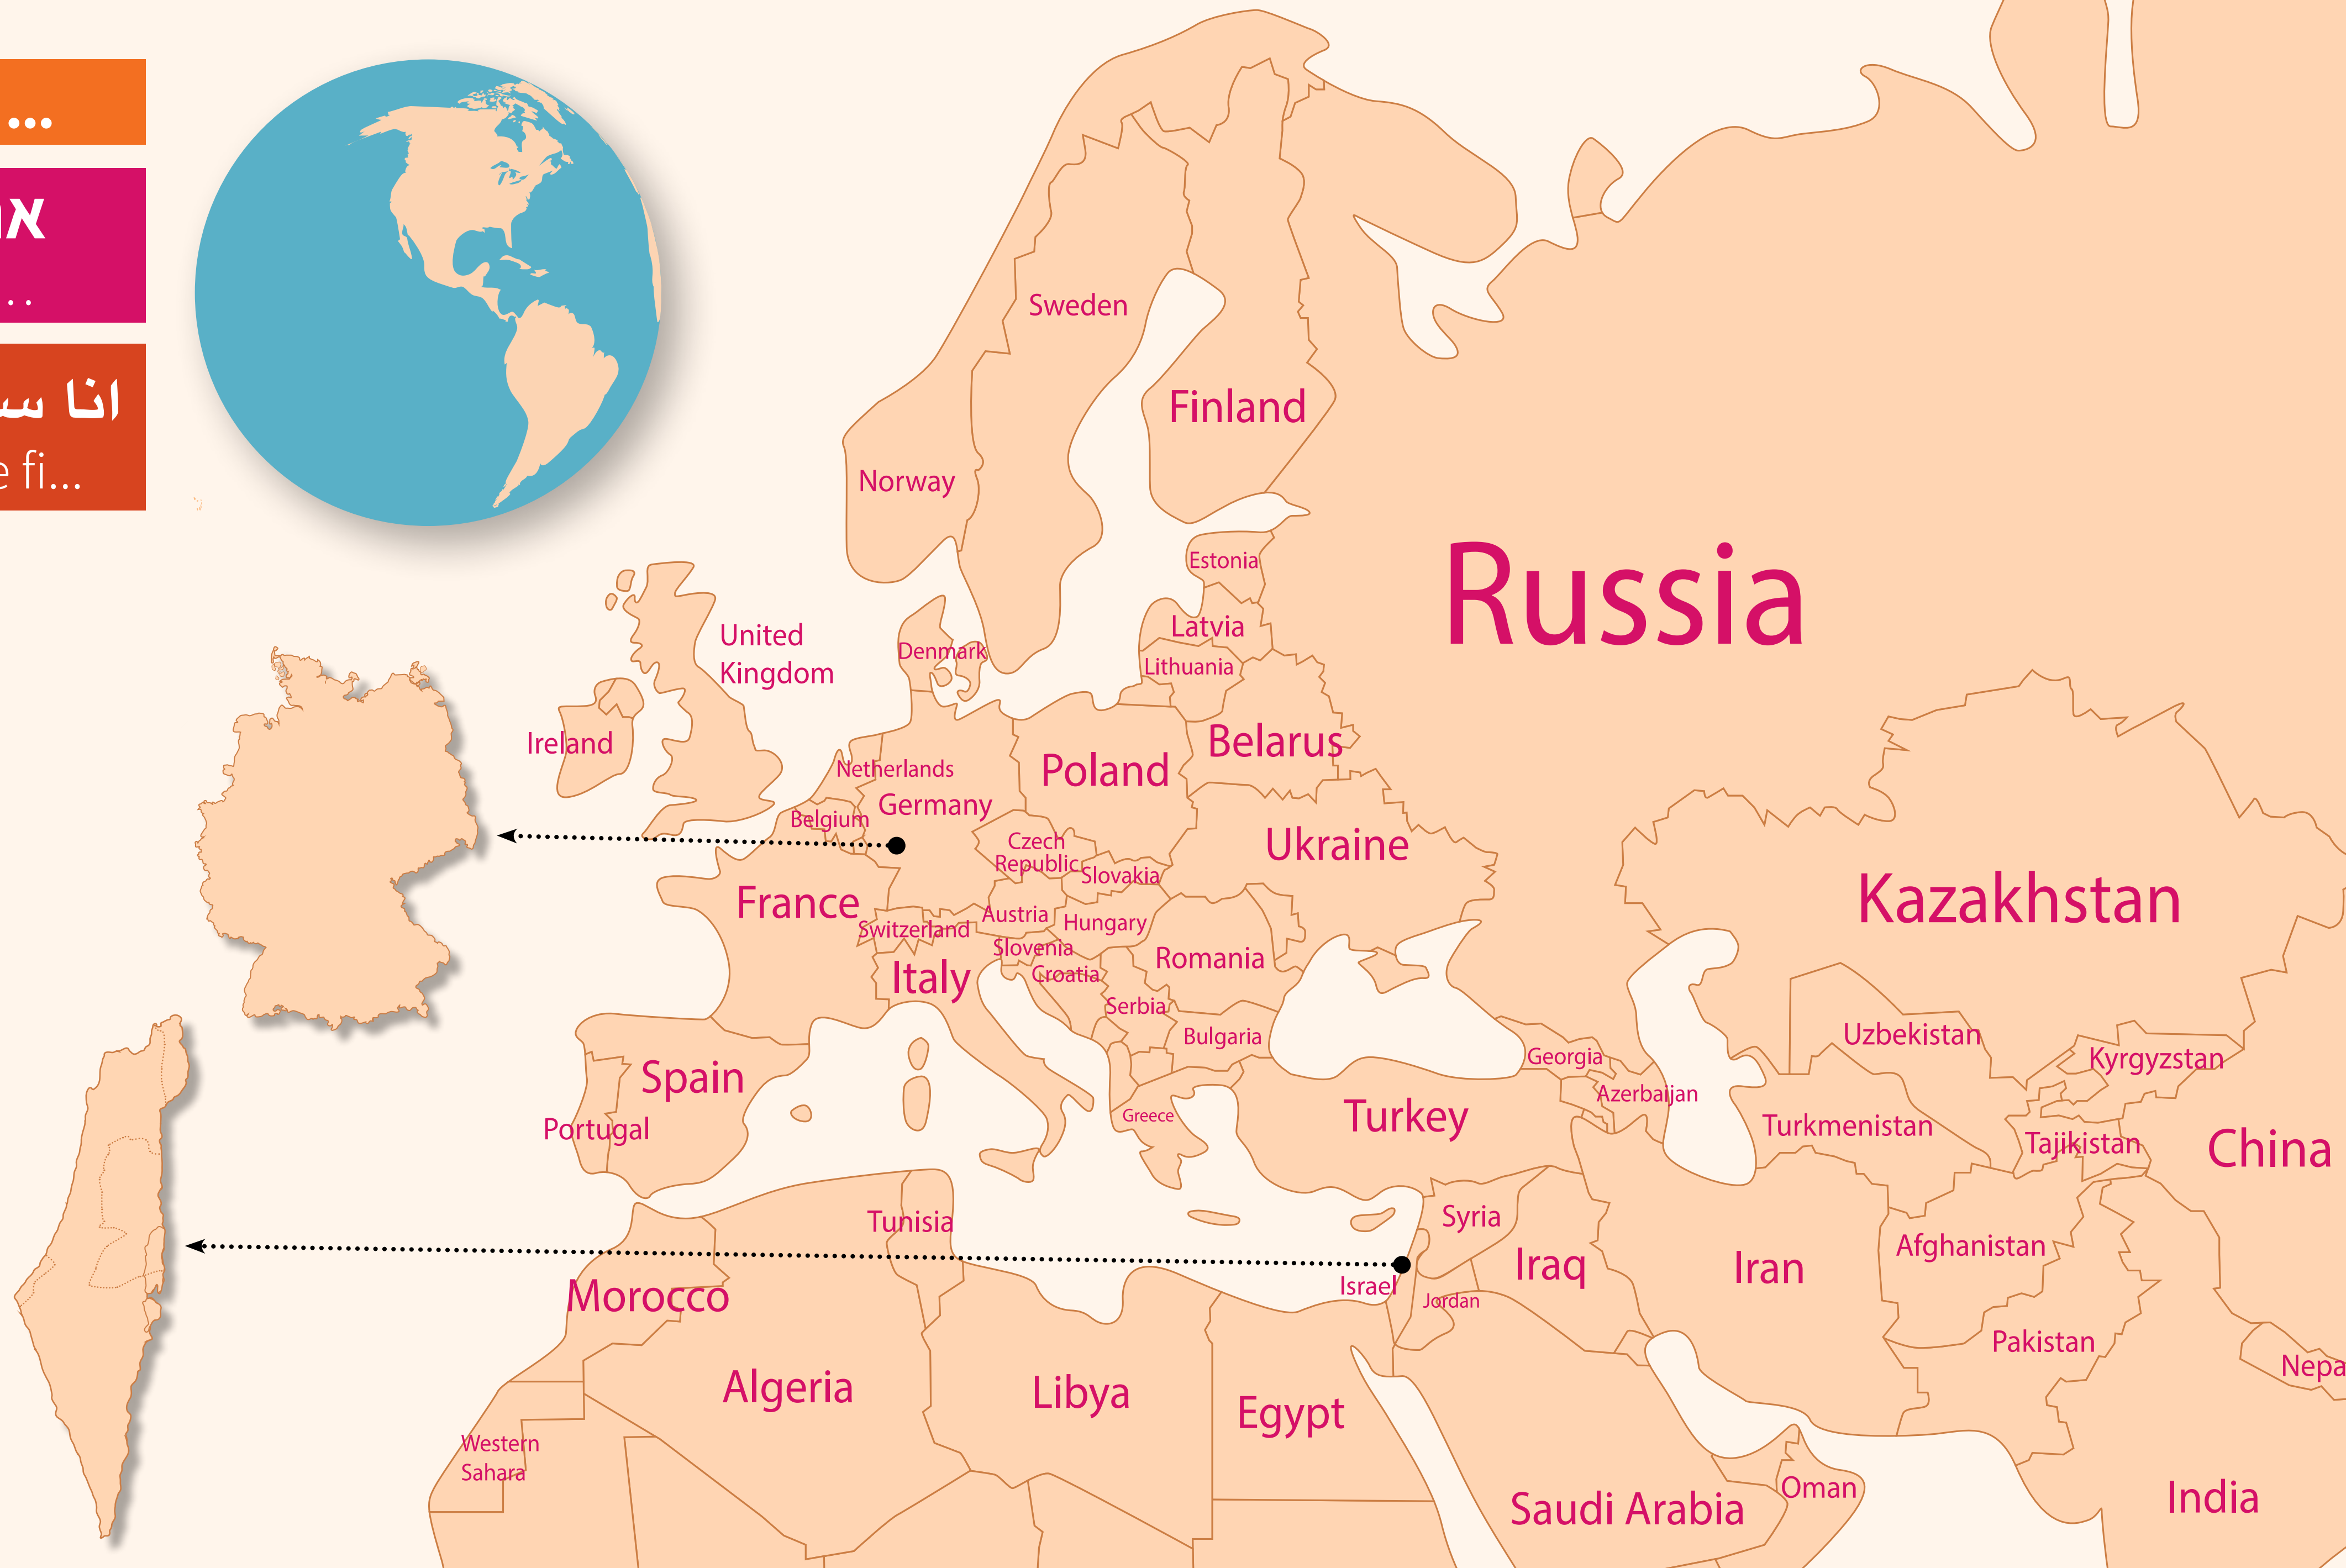 ...
...
انا
fi...
Sweden
Finland
Norway
Estonia
Russia
Latvia
United
Kingdom
Denmark
Lithuania
Ireland
Belarus
Poland
Netherlands
Germany
Belgium
Ukraine
Czech
Republic
Slovakia
France
Kazakhstan
Austria
Hungary
Switzerland
Slovenia
Romania
Italy
Croatia
Serbia
Bulgaria
Uzbekistan
Georgia
Kyrgyzstan
Spain
Azerbaijan
Greece
Turkey
Turkmenistan
Portugal
Tajikistan
China
Tunisia
Syria
Afghanistan
Iraq
Iran
Morocco
Israel
Jordan
Pakistan
Nepa
Algeria
Libya
Egypt
Western
Sahara
Oman
India
Saudi Arabia